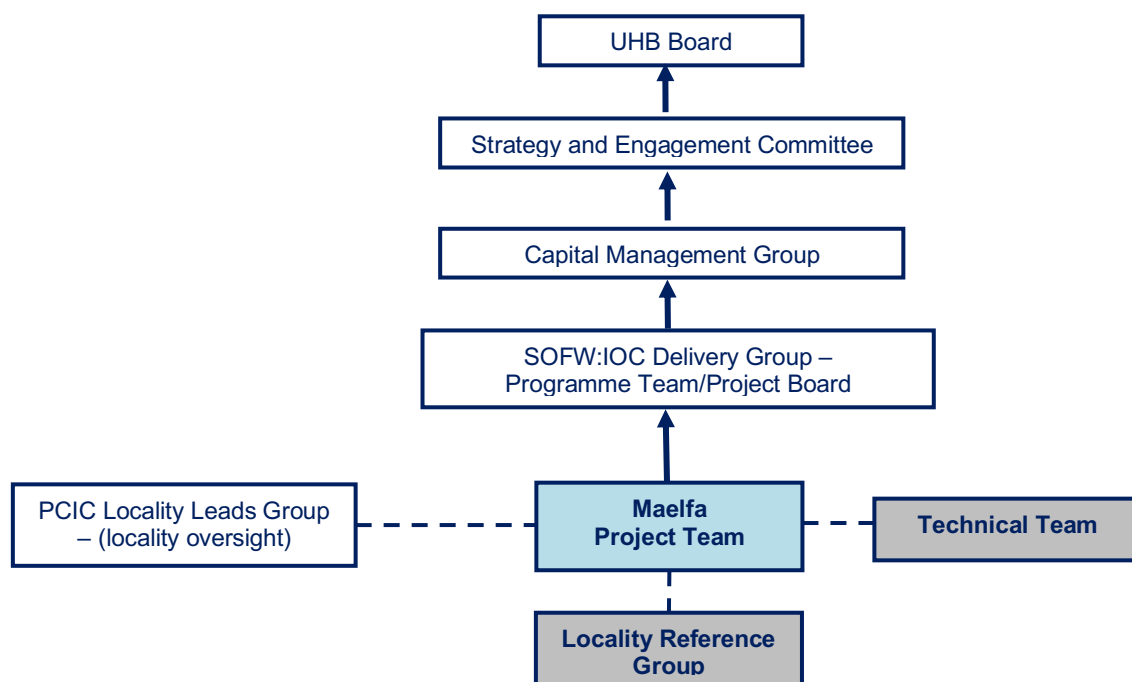 UHB Board
Strategy and Engagement Committee
Capital Management Group
SOFW:IOC Delivery Group –
Programme Team/Project Board
PCIC Locality Leads Group
– (locality oversight)
Maelfa
Project Team
Technical Team
Locality Reference
Group